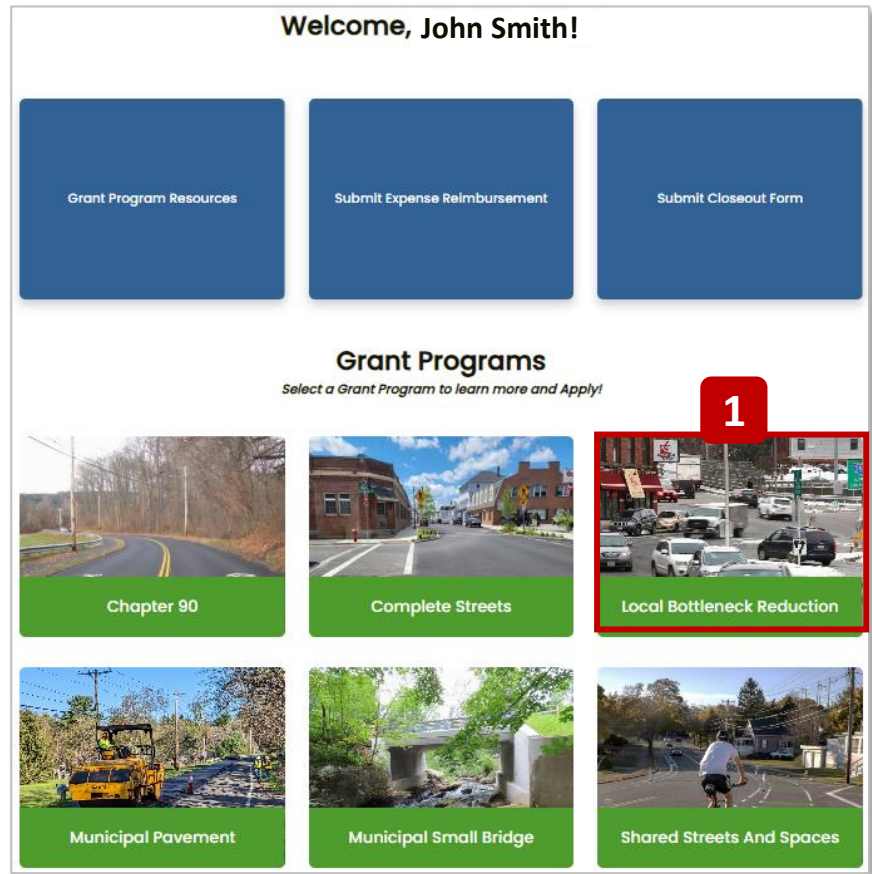 Welcome, John Smith!
Grant Program Resources
Submit Expense Reimbursement
Submit Closeout Form
Grant Programs
Select a Grant Program to learn more and Apply!
1
Chapter 90
Complete Streets
Local Bottleneck Reduction
Municipal Pavement
Municipal Small Bridge
Shared Streets And Spaces